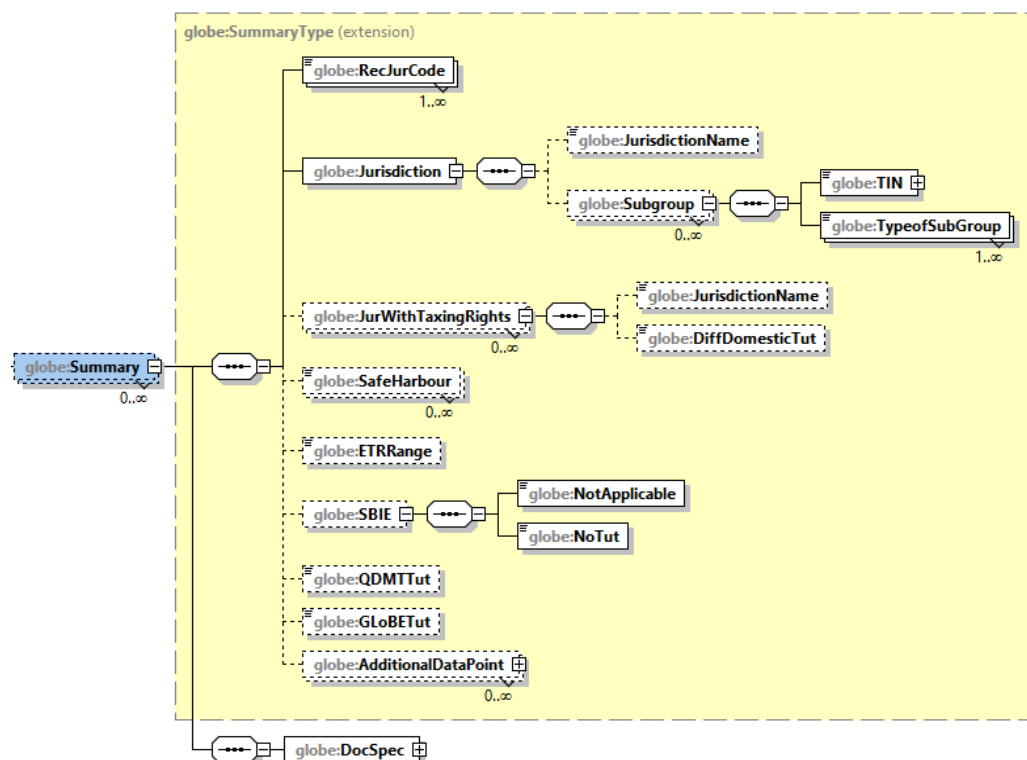 globe:SummaryType (extension)
globe:RecJurCode
1..∞
globe:JurisdictionName
globe:Jurisdiction
globe:Subgroup
0..∞
globe:TIN
globe:TypeofSubGroup
1..∞
globe:JurWithTaxingRights
0..∞
globe:JurisdictionName
globe:DiffDomesticTut
globe:Summary
0..∞
globe:SafeHarbour
0..∞
globe:ETRRange
globe:SBIE
globe:NotApplicable
globe:NoTut
globe:QDMTTut
globe:GLoBETut
globe:AdditionalDataPoint
0..∞
globe:DocSpec